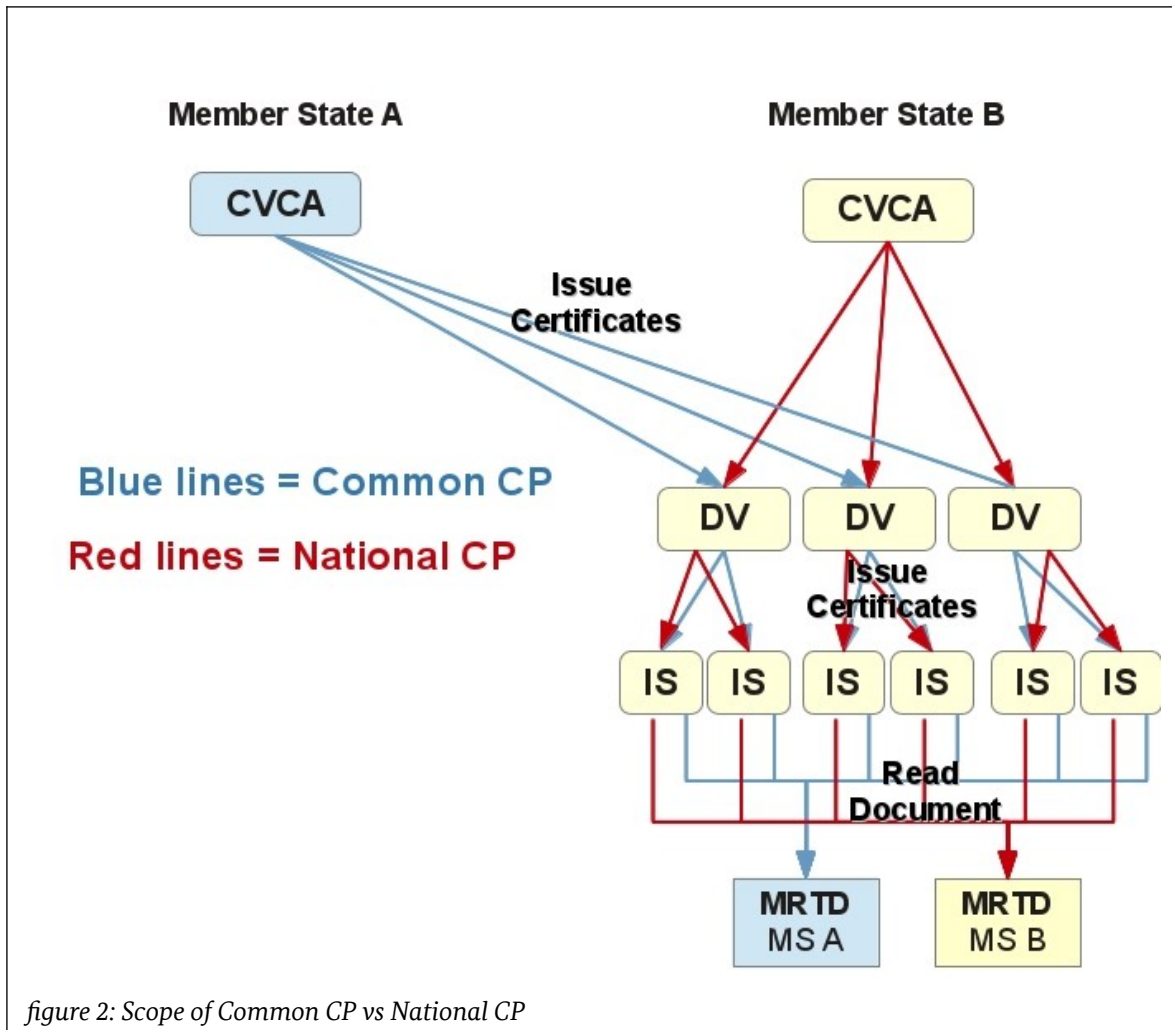 Member State A
Member State B
CVCA
CVCA
Issue
Certificates
Blue lines = Common CP
Red lines = National CP
DV
DV
DV
Issue
Certificates
IS
IS
IS
IS
IS
IS
Read
Document
MRTD
MS A
MRTD
MS B
figure 2: Scope of Common CP vs National CP